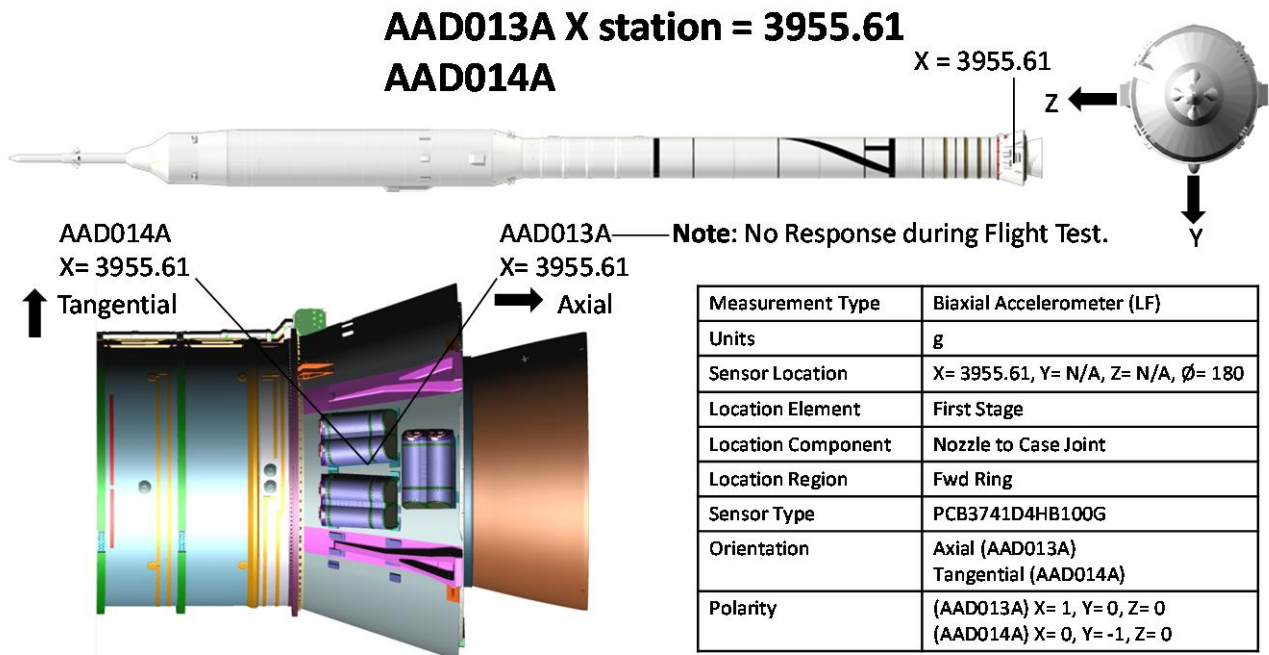 AAD013A X station = 3955.61
AAD014A
X = 3955.61
Z
Y
AAD014A
X= 3955.61
Tangential
AAD013A
X= 3955.61
Axial
Note: No Response during Flight Test.
Measurement Type Biaxial Accelerometer (LF)
Units g
Sensor Location X= 3955.61, Y= N/A, Z= N/A, Ø= 180
Location Element First Stage
Location Component Nozzle to Case Joint
Location Region Fwd Ring
Sensor Type PCB3741D4HB100G
Orientation Axial (AAD013A)
Tangential (AAD014A)
Polarity (AAD013A) X= 1, Y= 0, Z= 0
(AAD014A) X= 0, Y= -1, Z= 0